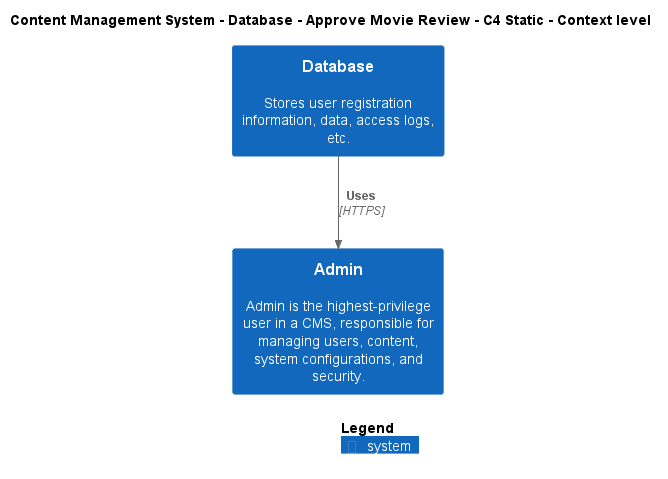 Content Management System - Database - Approve Movie Review - C4 Static - Context level
Database
Stores user registration
information, data, access logs,
etc.
Uses
[HTTPS]
Admin
Admin is the highest-privilege
user in a CMS, responsible for
managing users, content,
system configurations, and
security.
Legend
system